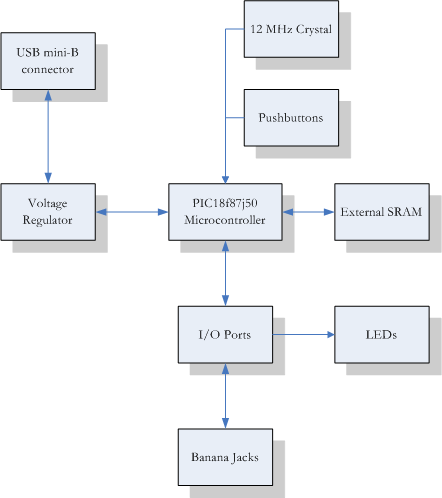 12 MHz Crystal
USB mini-B
connector
Pushbuttons
Voltage
Regulator
PIC18f87j50
Microcontroller
External SRAM
I/O Ports
LEDs
Banana Jacks